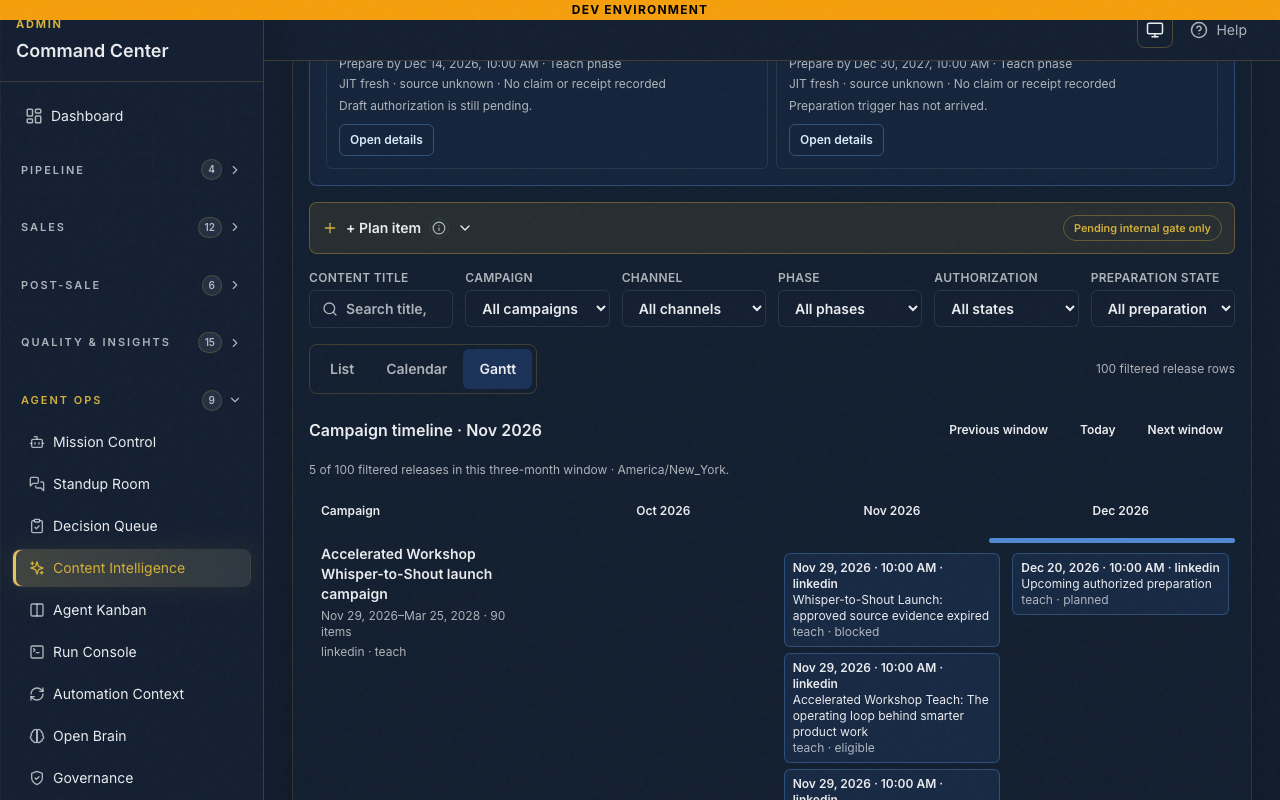 DEV ENVIRONMENT
ADMIN
Command Center
Help
Dashboard
PIPELINE 4
SALES 12
POST-SALE 6
QUALITY & INSIGHTS 15
AGENT OPS 9
Mission Control
Standup Room
Decision Queue
Content Intelligence
Agent Kanban
Run Console
Automation Context
Open Brain
Governance
Prepare by Dec 14, 2026, 10:00 AM · Teach phase
JIT fresh · source unknown · No claim or receipt recorded
Draft authorization is still pending.
Open details
Prepare by Dec 30, 2027, 10:00 AM · Teach phase
JIT fresh · source unknown · No claim or receipt recorded
Preparation trigger has not arrived.
Open details
+ Plan item
Pending internal gate only
CONTENT TITLE
Search title,
CAMPAIGN
All campaigns
CHANNEL
All channels
PHASE
All phases
AUTHORIZATION
All states
PREPARATION STATE
All preparation
List Calendar Gantt
100 filtered release rows
Campaign timeline · Nov 2026
Previous window Today Next window
5 of 100 filtered releases in this three-month window · America/New_York.
Campaign Oct 2026 Nov 2026 Dec 2026
Accelerated Workshop
Whisper-to-Shout launch
campaign
Nov 29, 2026–Mar 25, 2028 · 90
items
linkedin · teach
Nov 29, 2026 · 10:00 AM ·
linkedin
Whisper-to-Shout Launch:
approved source evidence expired
teach · blocked
Nov 29, 2026 · 10:00 AM ·
linkedin
Accelerated Workshop Teach: The
operating loop behind smarter
product work
teach · eligible
Nov 29, 2026 · 10:00 AM ·
linkedin
Dec 20, 2026 · 10:00 AM · linkedin
Upcoming authorized preparation
teach · planned